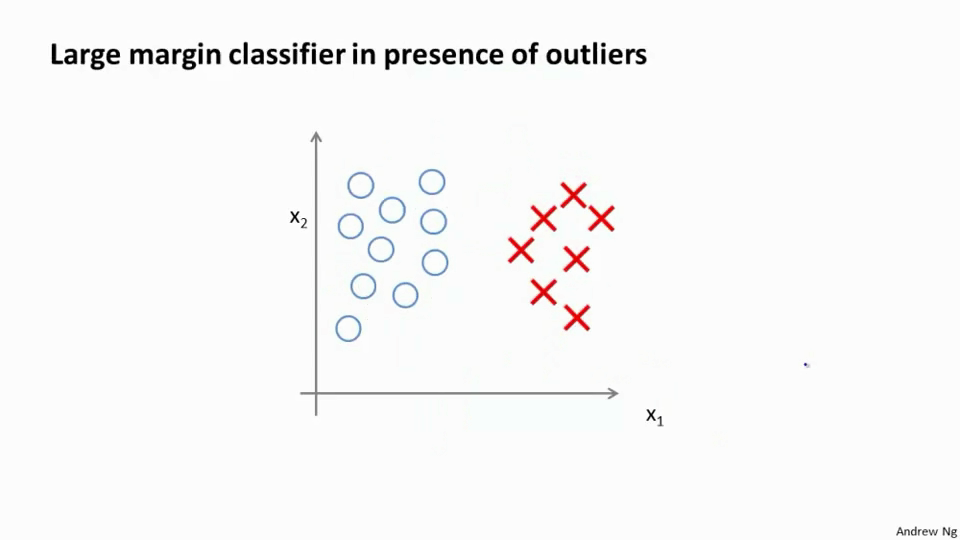 Large margin classifier in presence of outliers
x₂
x₁
Andrew Ng